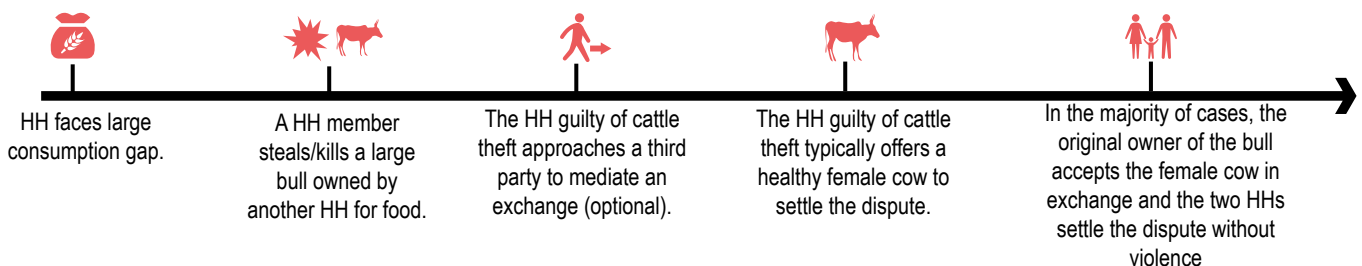 HH faces large
consumption gap.
A HH member
steals/kills a large
bull owned by
another HH for food.
The HH guilty of cattle
theft approaches a third
party to mediate an
exchange (optional).
The HH guilty of cattle
theft typically offers a
healthy female cow to
settle the dispute.
In the majority of cases, the
original owner of the bull
accepts the female cow in
exchange and the two HHs
settle the dispute without
violence